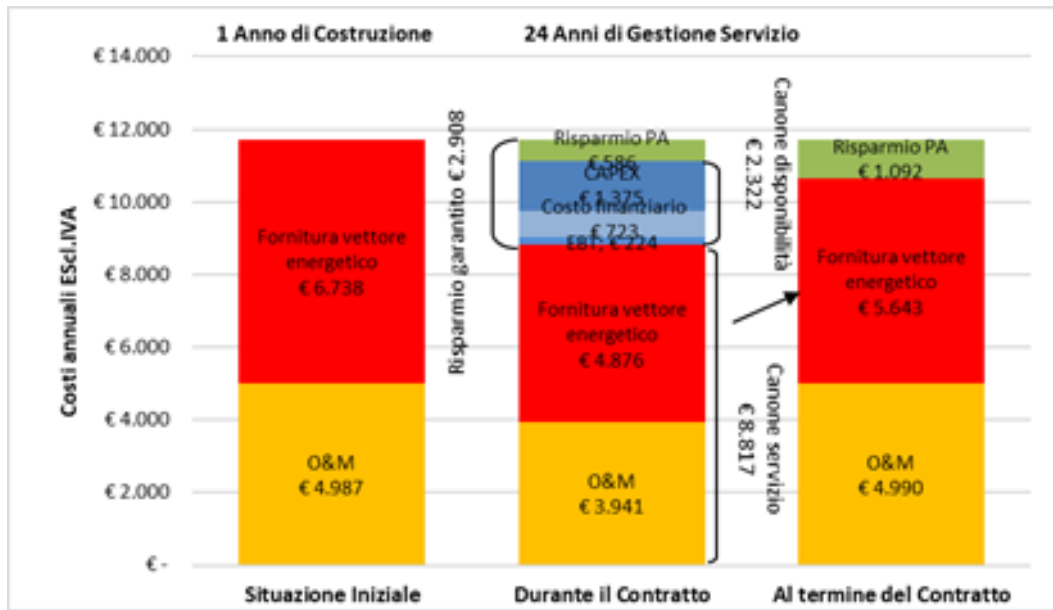 1 Anno di Costruzione
24 Anni di Gestione Servizio
Costi annuali EScl.IVA
€ 14.000
€ 12.000
€ 10.000
€ 8.000
€ 6.000
€ 4.000
€ 2.000
€ -
Fornitura vettore
energetico
€ 6.738
O&M
€ 4.987
Situazione Iniziale
Risparmio garantito € 2.908
Risparmio PA
€ 586
CAPEX
€ 1.375
Costo finanziario
€ 723
EBT; € 224
Fornitura vettore
energetico
€ 4.876
O&M
€ 3.941
Durante il Contratto
Canone disponibilità
€ 2.322
Canone servizio
€ 8.817
Risparmio PA
€ 1.092
Fornitura vettore
energetico
€ 5.643
O&M
€ 4.990
Al termine del Contratto